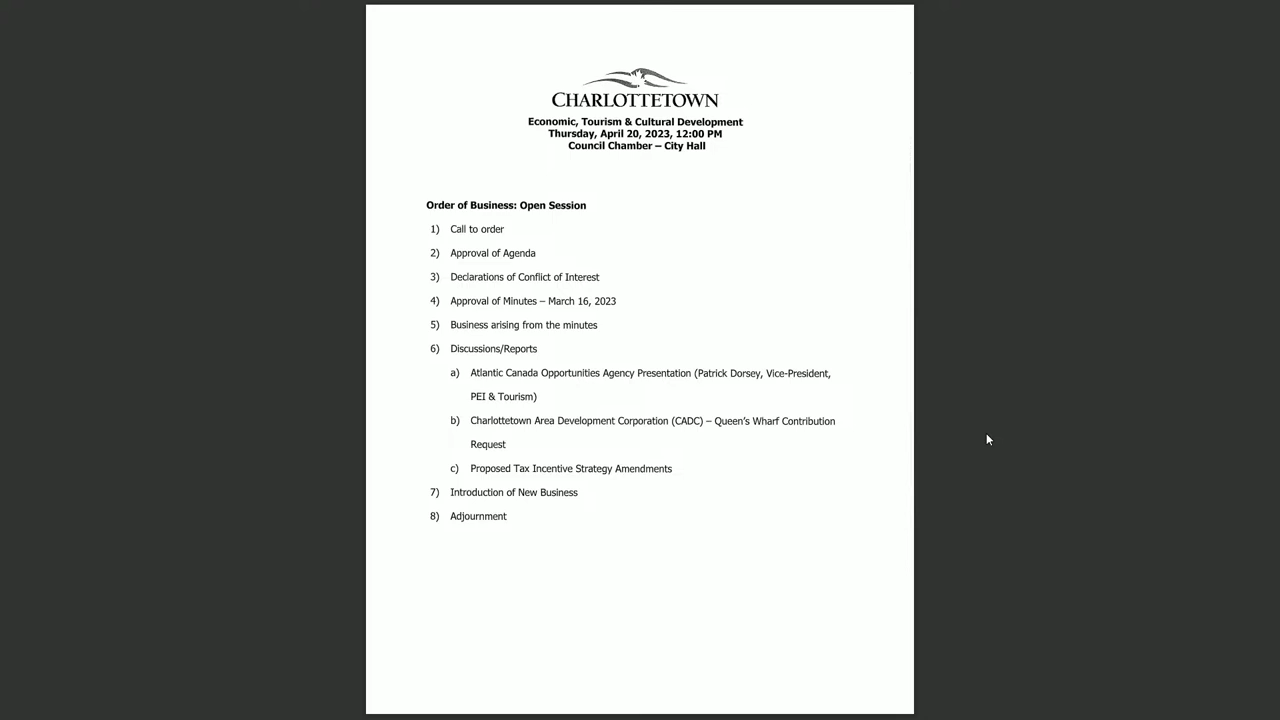 CHARLOTTETOWN
Economic, Tourism & Cultural Development
Thursday, April 20, 2023, 12:00 PM
Council Chamber – City Hall
Order of Business: Open Session
1) Call to order
2) Approval of Agenda
3) Declarations of Conflict of Interest
4) Approval of Minutes – March 16, 2023
5) Business arising from the minutes
6) Discussions/Reports
a) Atlantic Canada Opportunities Agency Presentation (Patrick Dorsey, Vice-President,
PEI & Tourism)
b) Charlottetown Area Development Corporation (CADC) – Queen’s Wharf Contribution
Request
c) Proposed Tax Incentive Strategy Amendments
7) Introduction of New Business
8) Adjournment